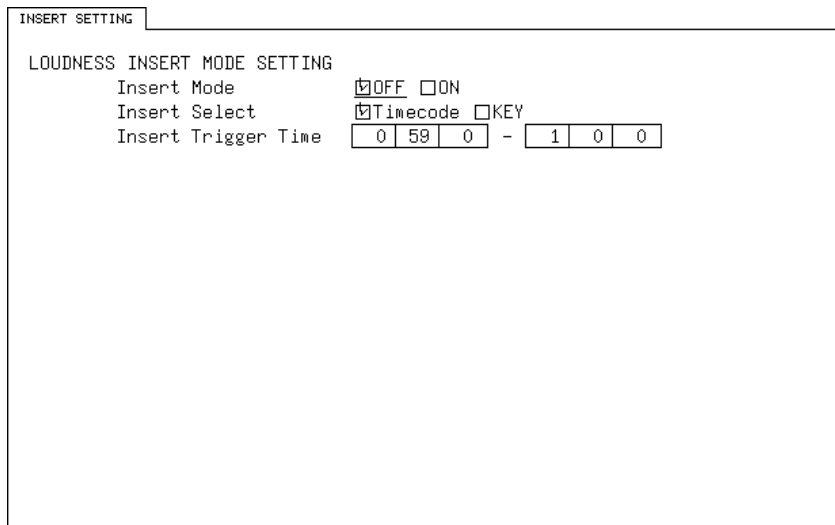 INSERT SETTING
LOUDNESS INSERT MODE SETTING
Insert Mode ☑OFF ☐ON
Insert Select ☑Timecode ☐KEY
Insert Trigger Time 0 59 0 - 1 0 0